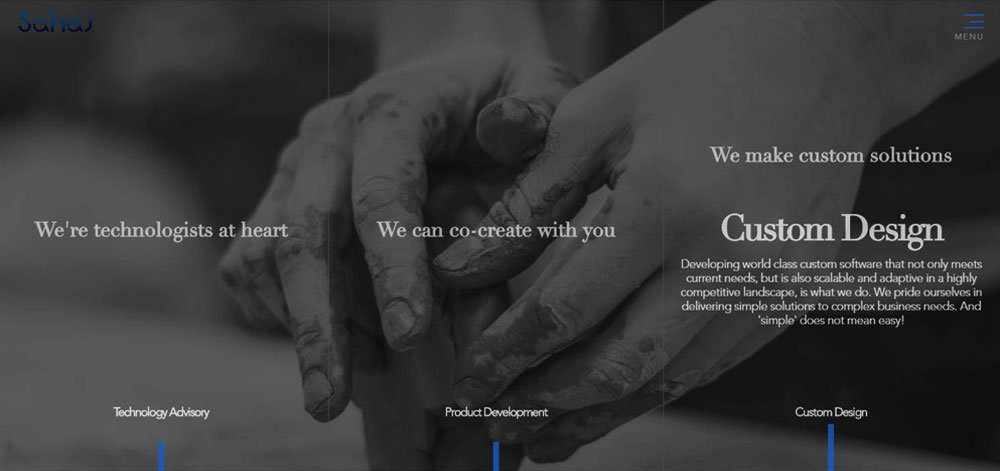 Sahaj
MENU
We're technologists at heart
We can co-create with you
We make custom solutions
Custom Design
Developing world class custom software that not only meets
current needs, but is also scalable and adaptive in a highly
competitive landscape, is what we do. We pride ourselves in
delivering simple solutions to complex business needs. And
'simple' does not mean easy!
Technology Advisory
Product Development
Custom Design